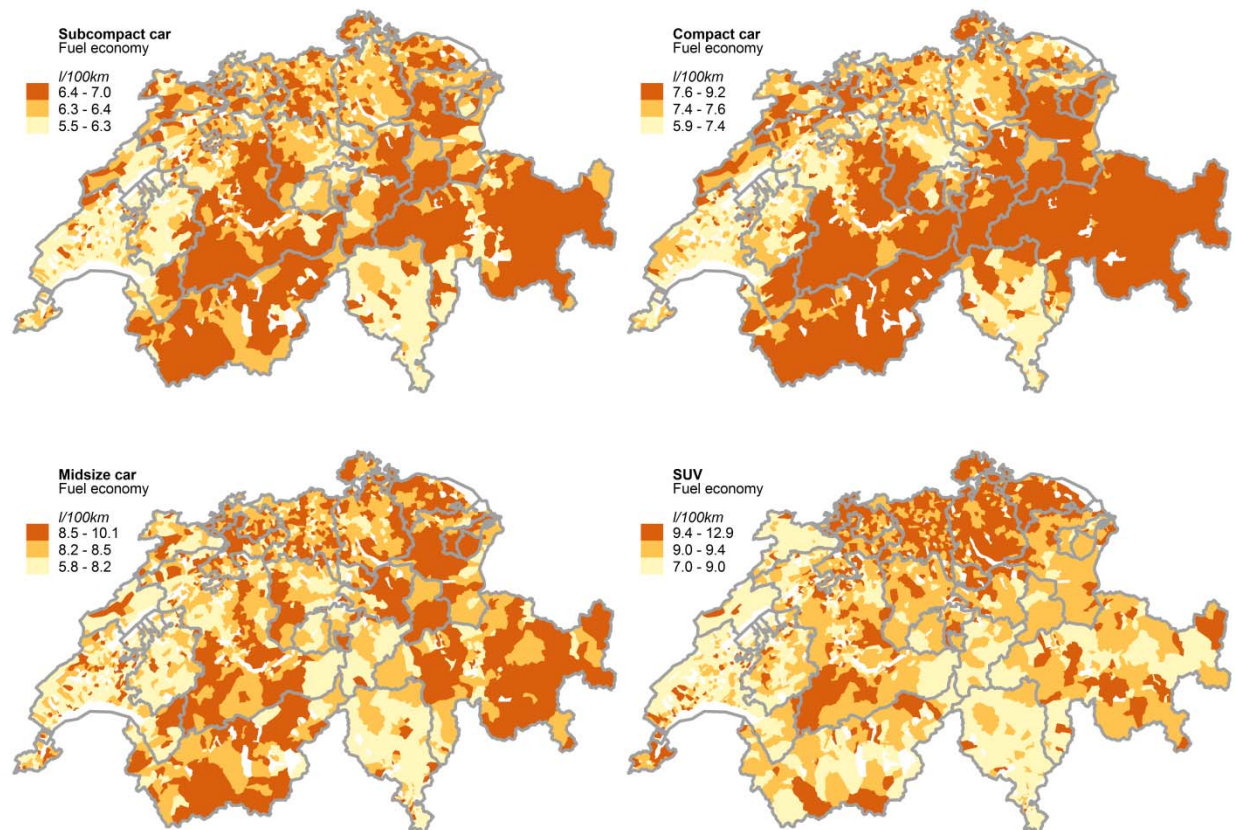 Subcompact car
Fuel economy
l/100km
6.4 - 7.0
6.3 - 6.4
5.5 - 6.3
Compact car
Fuel economy
l/100km
7.6 - 9.2
7.4 - 7.6
5.9 - 7.4
Midsize car
Fuel economy
l/100km
8.5 - 10.1
8.2 - 8.5
5.8 - 8.2
SUV
Fuel economy
l/100km
9.4 - 12.9
9.0 - 9.4
7.0 - 9.0